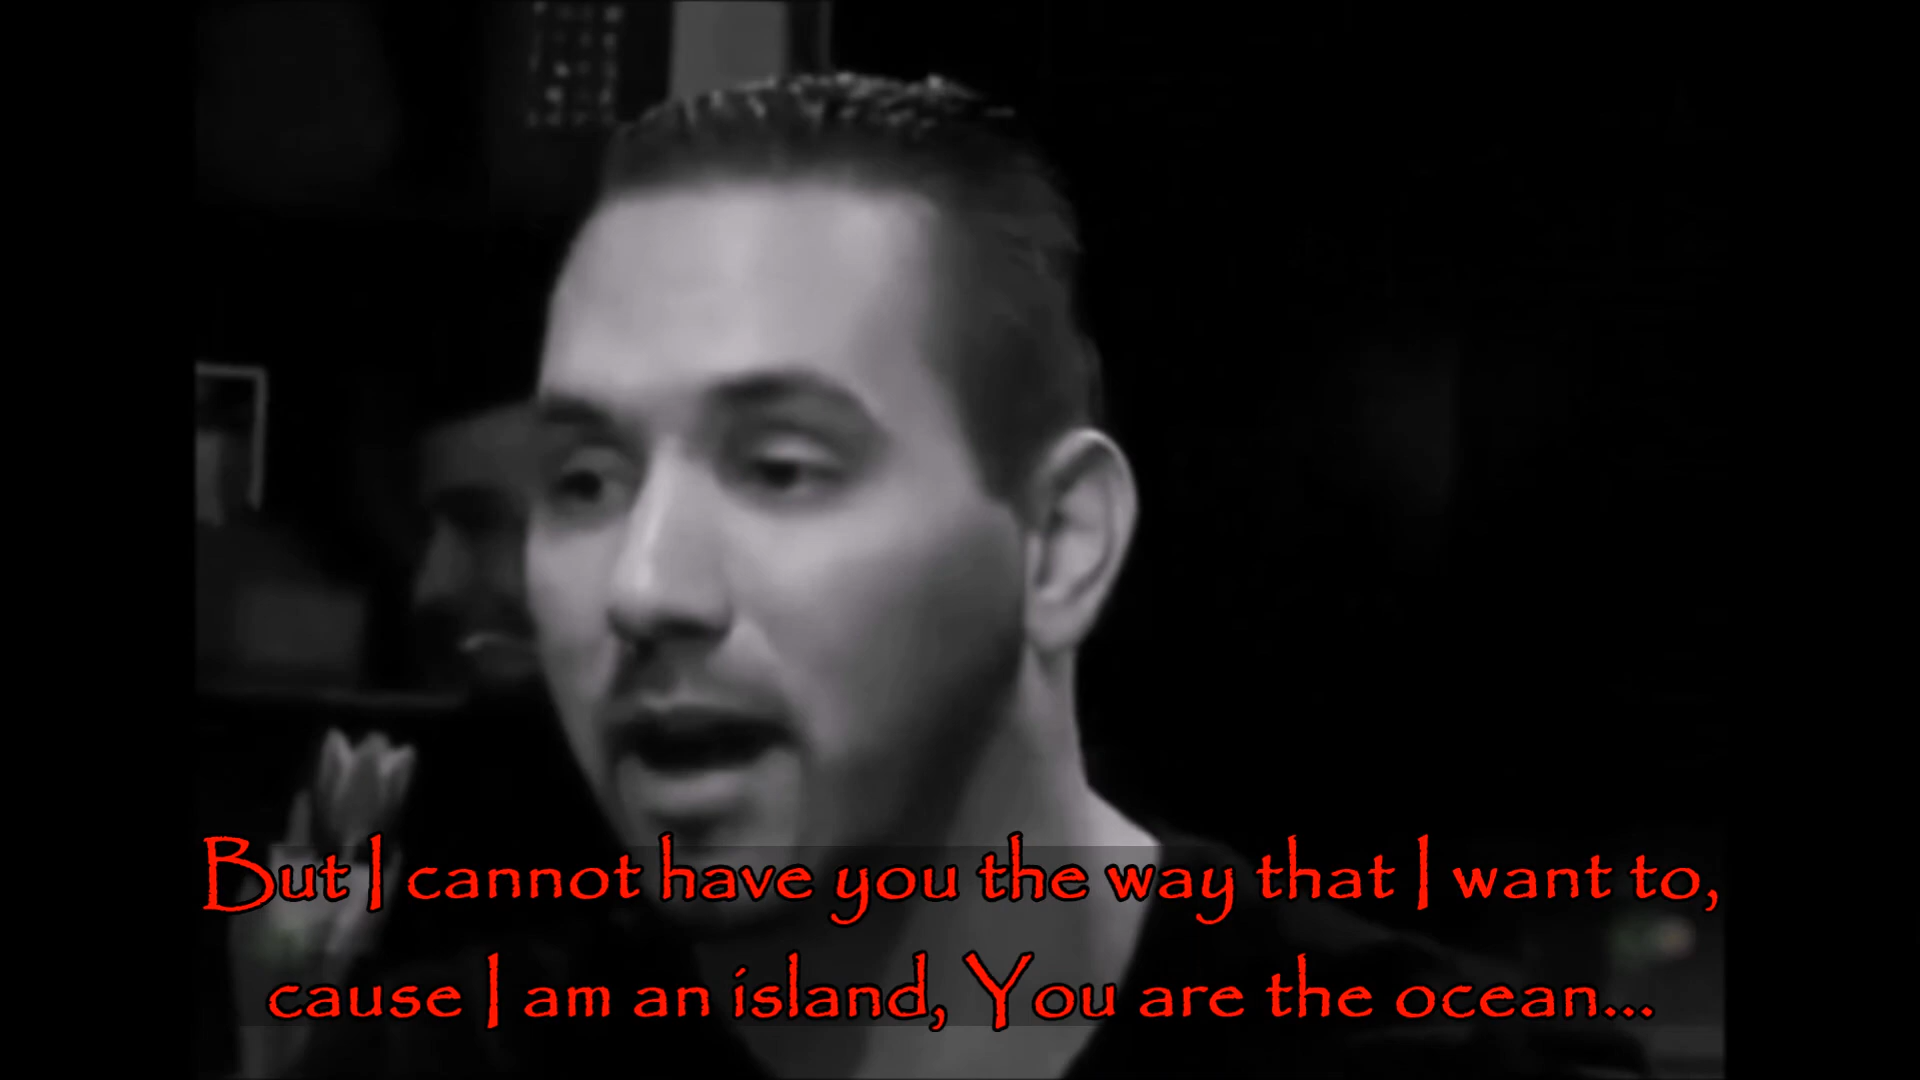 But I cannot have you the way that I want to,
cause I am an island, You are the ocean...